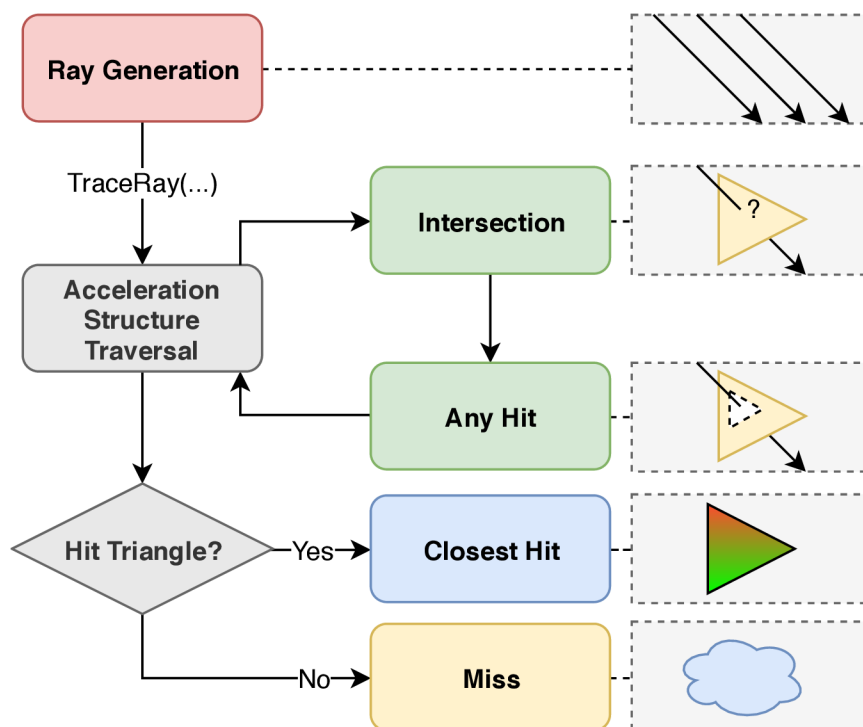 Ray Generation
TraceRay(...)
Intersection
?
Acceleration
Structure
Traversal
Any Hit
Hit Triangle?
Yes
Closest Hit
No
Miss